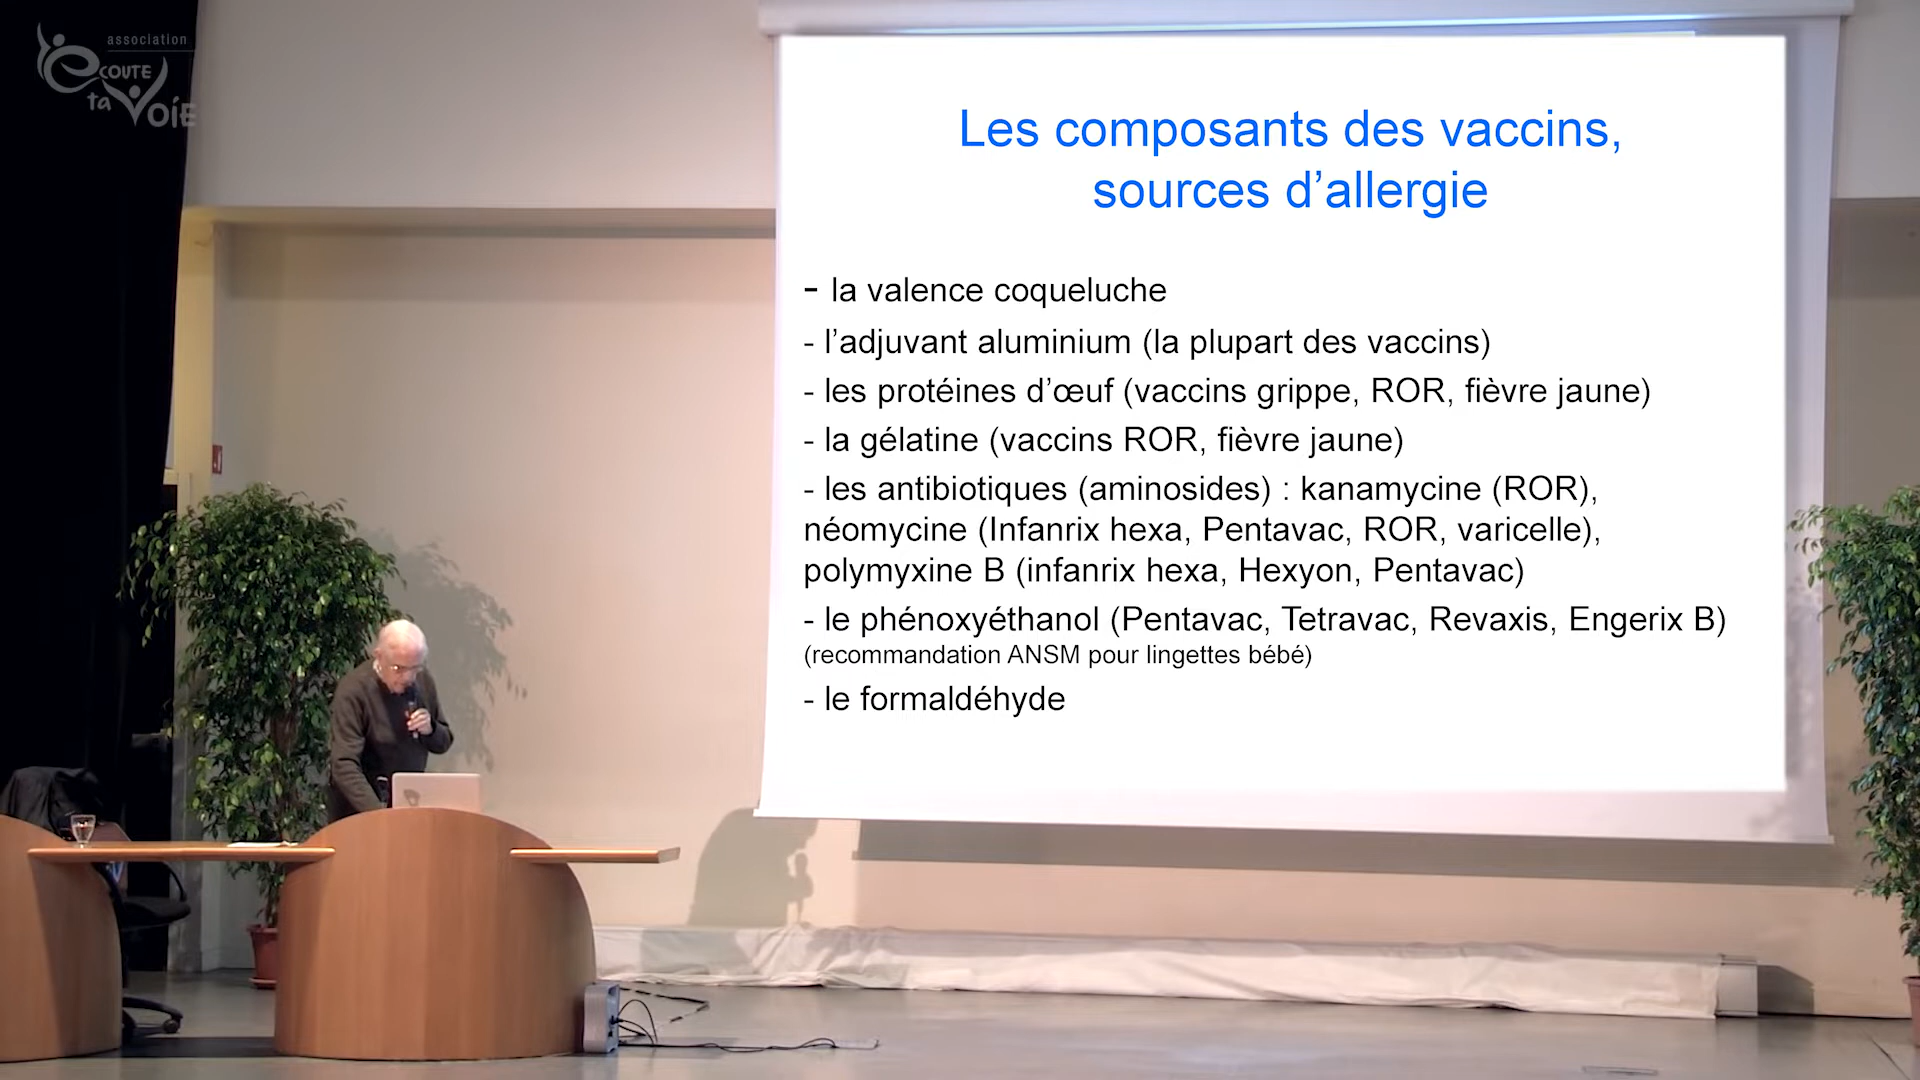 association
écoute
ta Voie
Les composants des vaccins,
sources d’allergie
- la valence coqueluche
- l’adjuvant aluminium (la plupart des vaccins)
- les protéines d’œuf (vaccins grippe, ROR, fièvre jaune)
- la gélatine (vaccins ROR, fièvre jaune)
- les antibiotiques (aminosides) : kanamycine (ROR),
néomycine (Infanrix hexa, Pentavac, ROR, varicelle),
polymyxine B (infanrix hexa, Hexyon, Pentavac)
- le phénoxyéthanol (Pentavac, Tetravac, Revaxis, Engerix B)
(recommandation ANSM pour lingettes bébé)
- le formaldéhyde